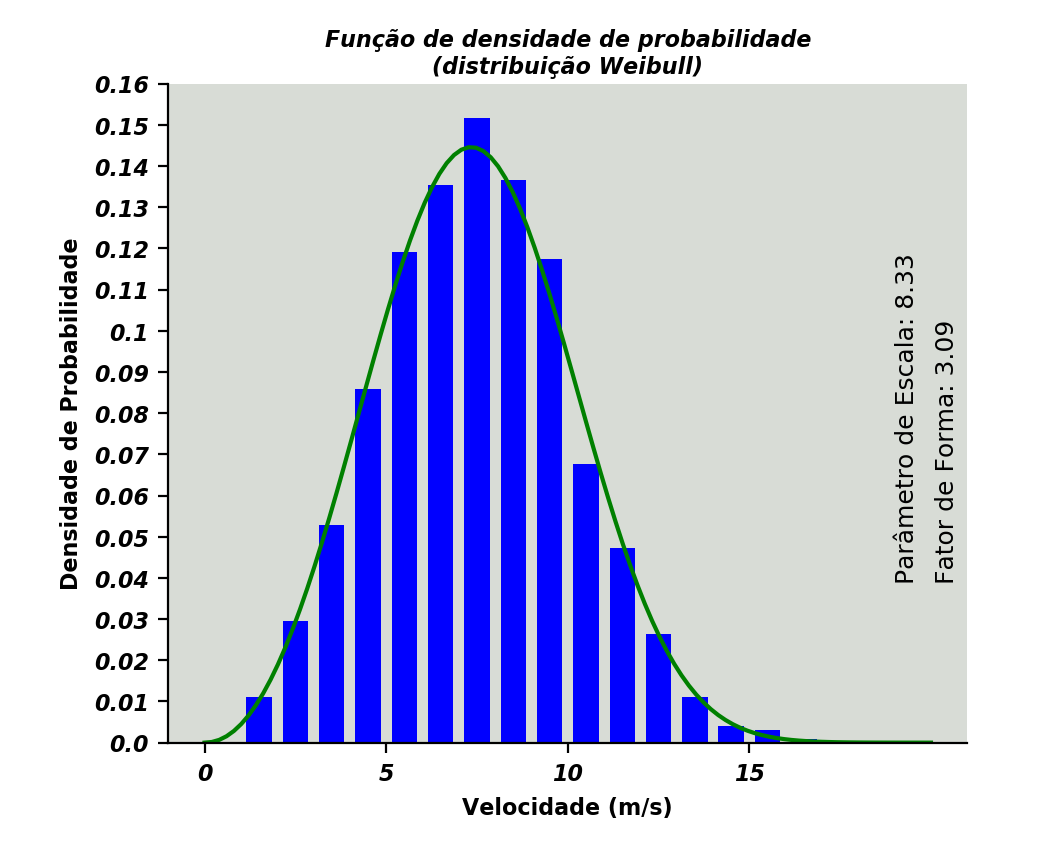 Função de densidade de probabilidade
(distribuição Weibull)
0.16
0.15
0.14
0.13
0.12
0.11
0.1
0.09
0.08
0.07
0.06
0.05
0.04
0.03
0.02
0.01
0.0
Densidade de Probabilidade
Parâmetro de Escala: 8.33
Fator de Forma: 3.09
0 5 10 15
Velocidade (m/s)